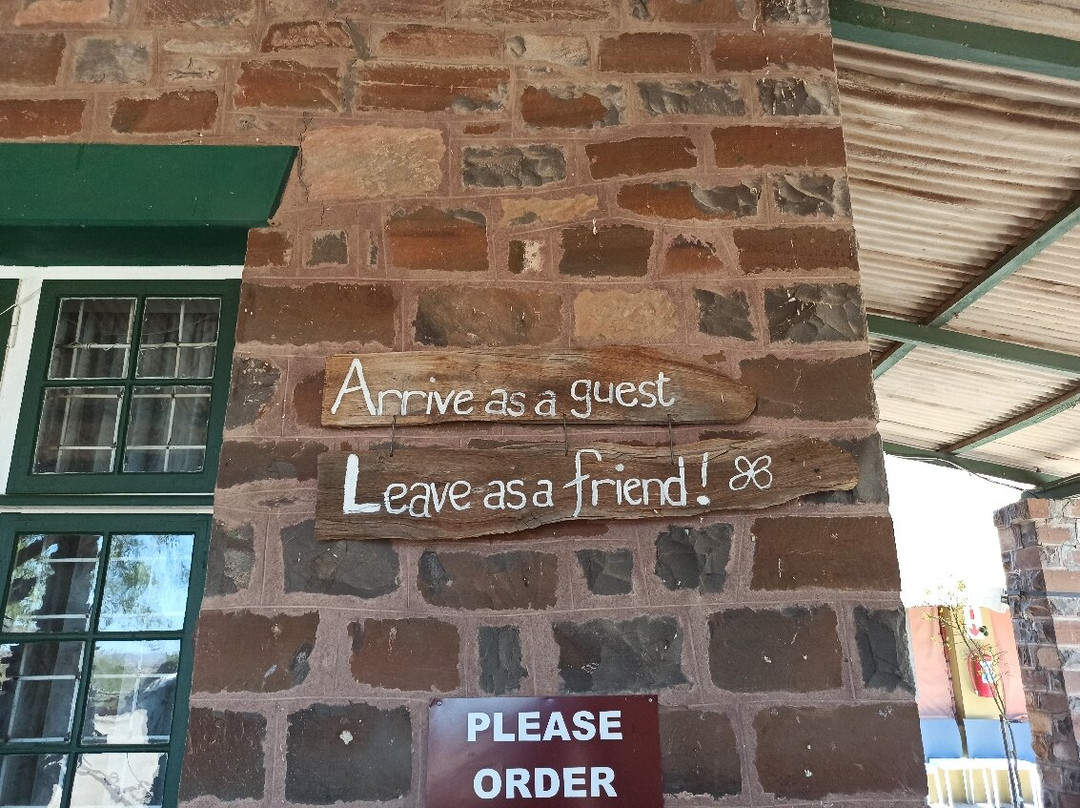 Arrive as a guest
Leave as a friend!
PLEASE
ORDER